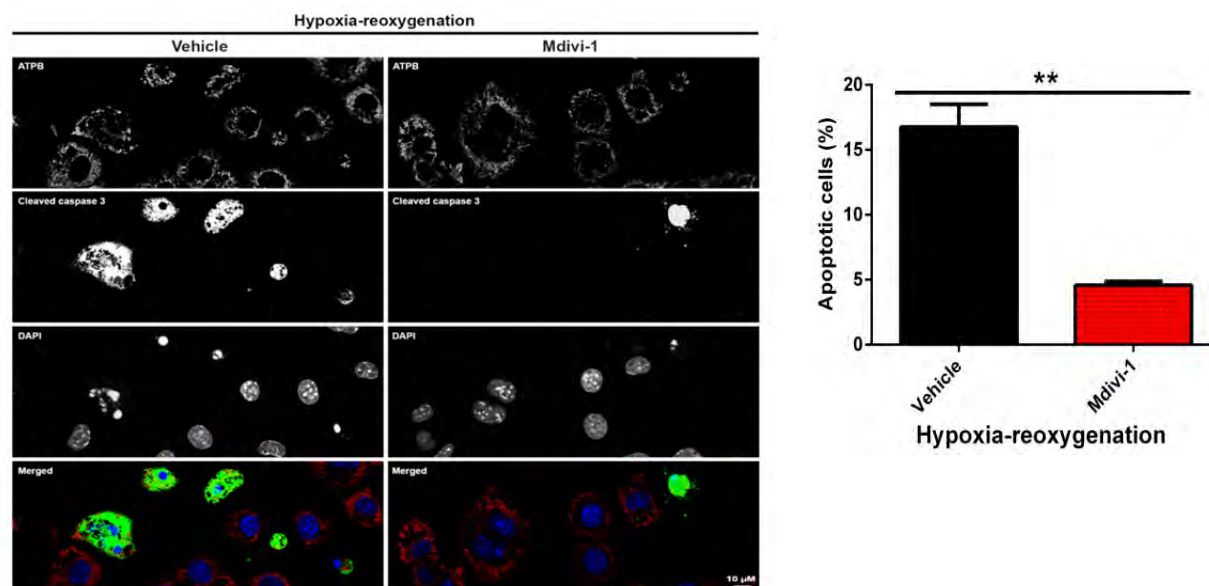 Hypoxia-reoxygenation
Vehicle
Mdivi-1
ATPB
ATPB
Cleaved caspase 3
Cleaved caspase 3
DAPI
DAPI
Merged
Merged
10 µM
**
Apoptotic cells (%)
20
15
10
5
0
Vehicle
Mdivi-1
Hypoxia-reoxygenation